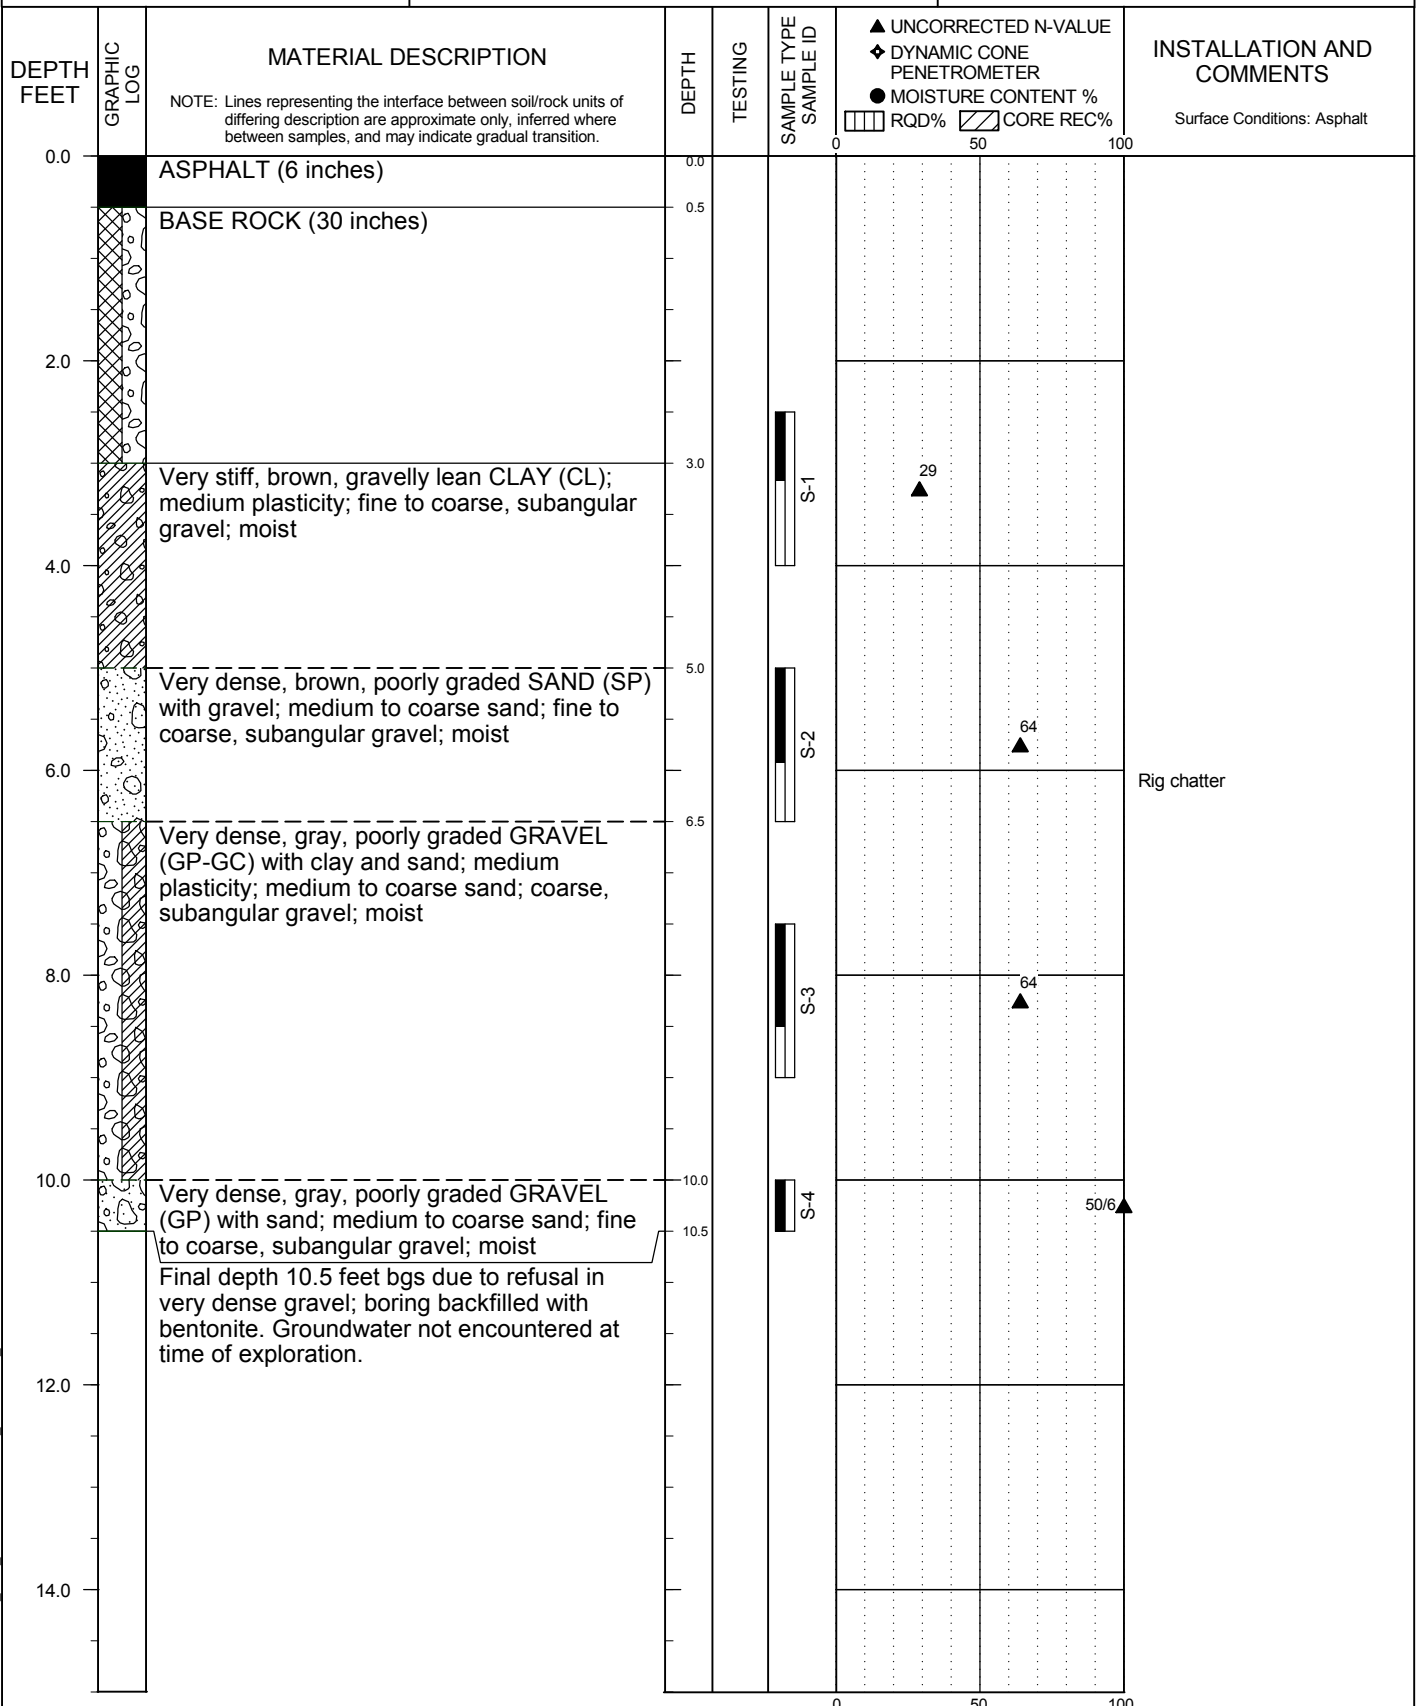 DEPTH
FEET
GRAPHIC
LOG
MATERIAL DESCRIPTION
NOTE: Lines representing the interface between soil/rock units of
differing description are approximate only, inferred where
between samples, and may indicate gradual transition.
DEPTH
TESTING
SAMPLE TYPE
SAMPLE ID
UNCORRECTED N-VALUE
DYNAMIC CONE
PENETROMETER
MOISTURE CONTENT %
RQD% CORE REC%
0 50 100
INSTALLATION AND
COMMENTS
Surface Conditions: Asphalt
0.0
ASPHALT (6 inches)
0.0
0.5
BASE ROCK (30 inches)
2.0
3.0
Very stiff, brown, gravelly lean CLAY (CL);
medium plasticity; fine to coarse, subangular
gravel; moist
S-1
29
4.0
5.0
Very dense, brown, poorly graded SAND (SP)
with gravel; medium to coarse sand; fine to
coarse, subangular gravel; moist
S-2
64
6.0
Rig chatter
6.5
Very dense, gray, poorly graded GRAVEL
(GP-GC) with clay and sand; medium
plasticity; medium to coarse sand; coarse,
subangular gravel; moist
8.0
S-3
64
10.0
10.0
Very dense, gray, poorly graded GRAVEL
(GP) with sand; medium to coarse sand; fine
to coarse, subangular gravel; moist
S-4
50/6
10.5
Final depth 10.5 feet bgs due to refusal in
very dense gravel; boring backfilled with
bentonite. Groundwater not encountered at
time of exploration.
12.0
14.0
0 50 100